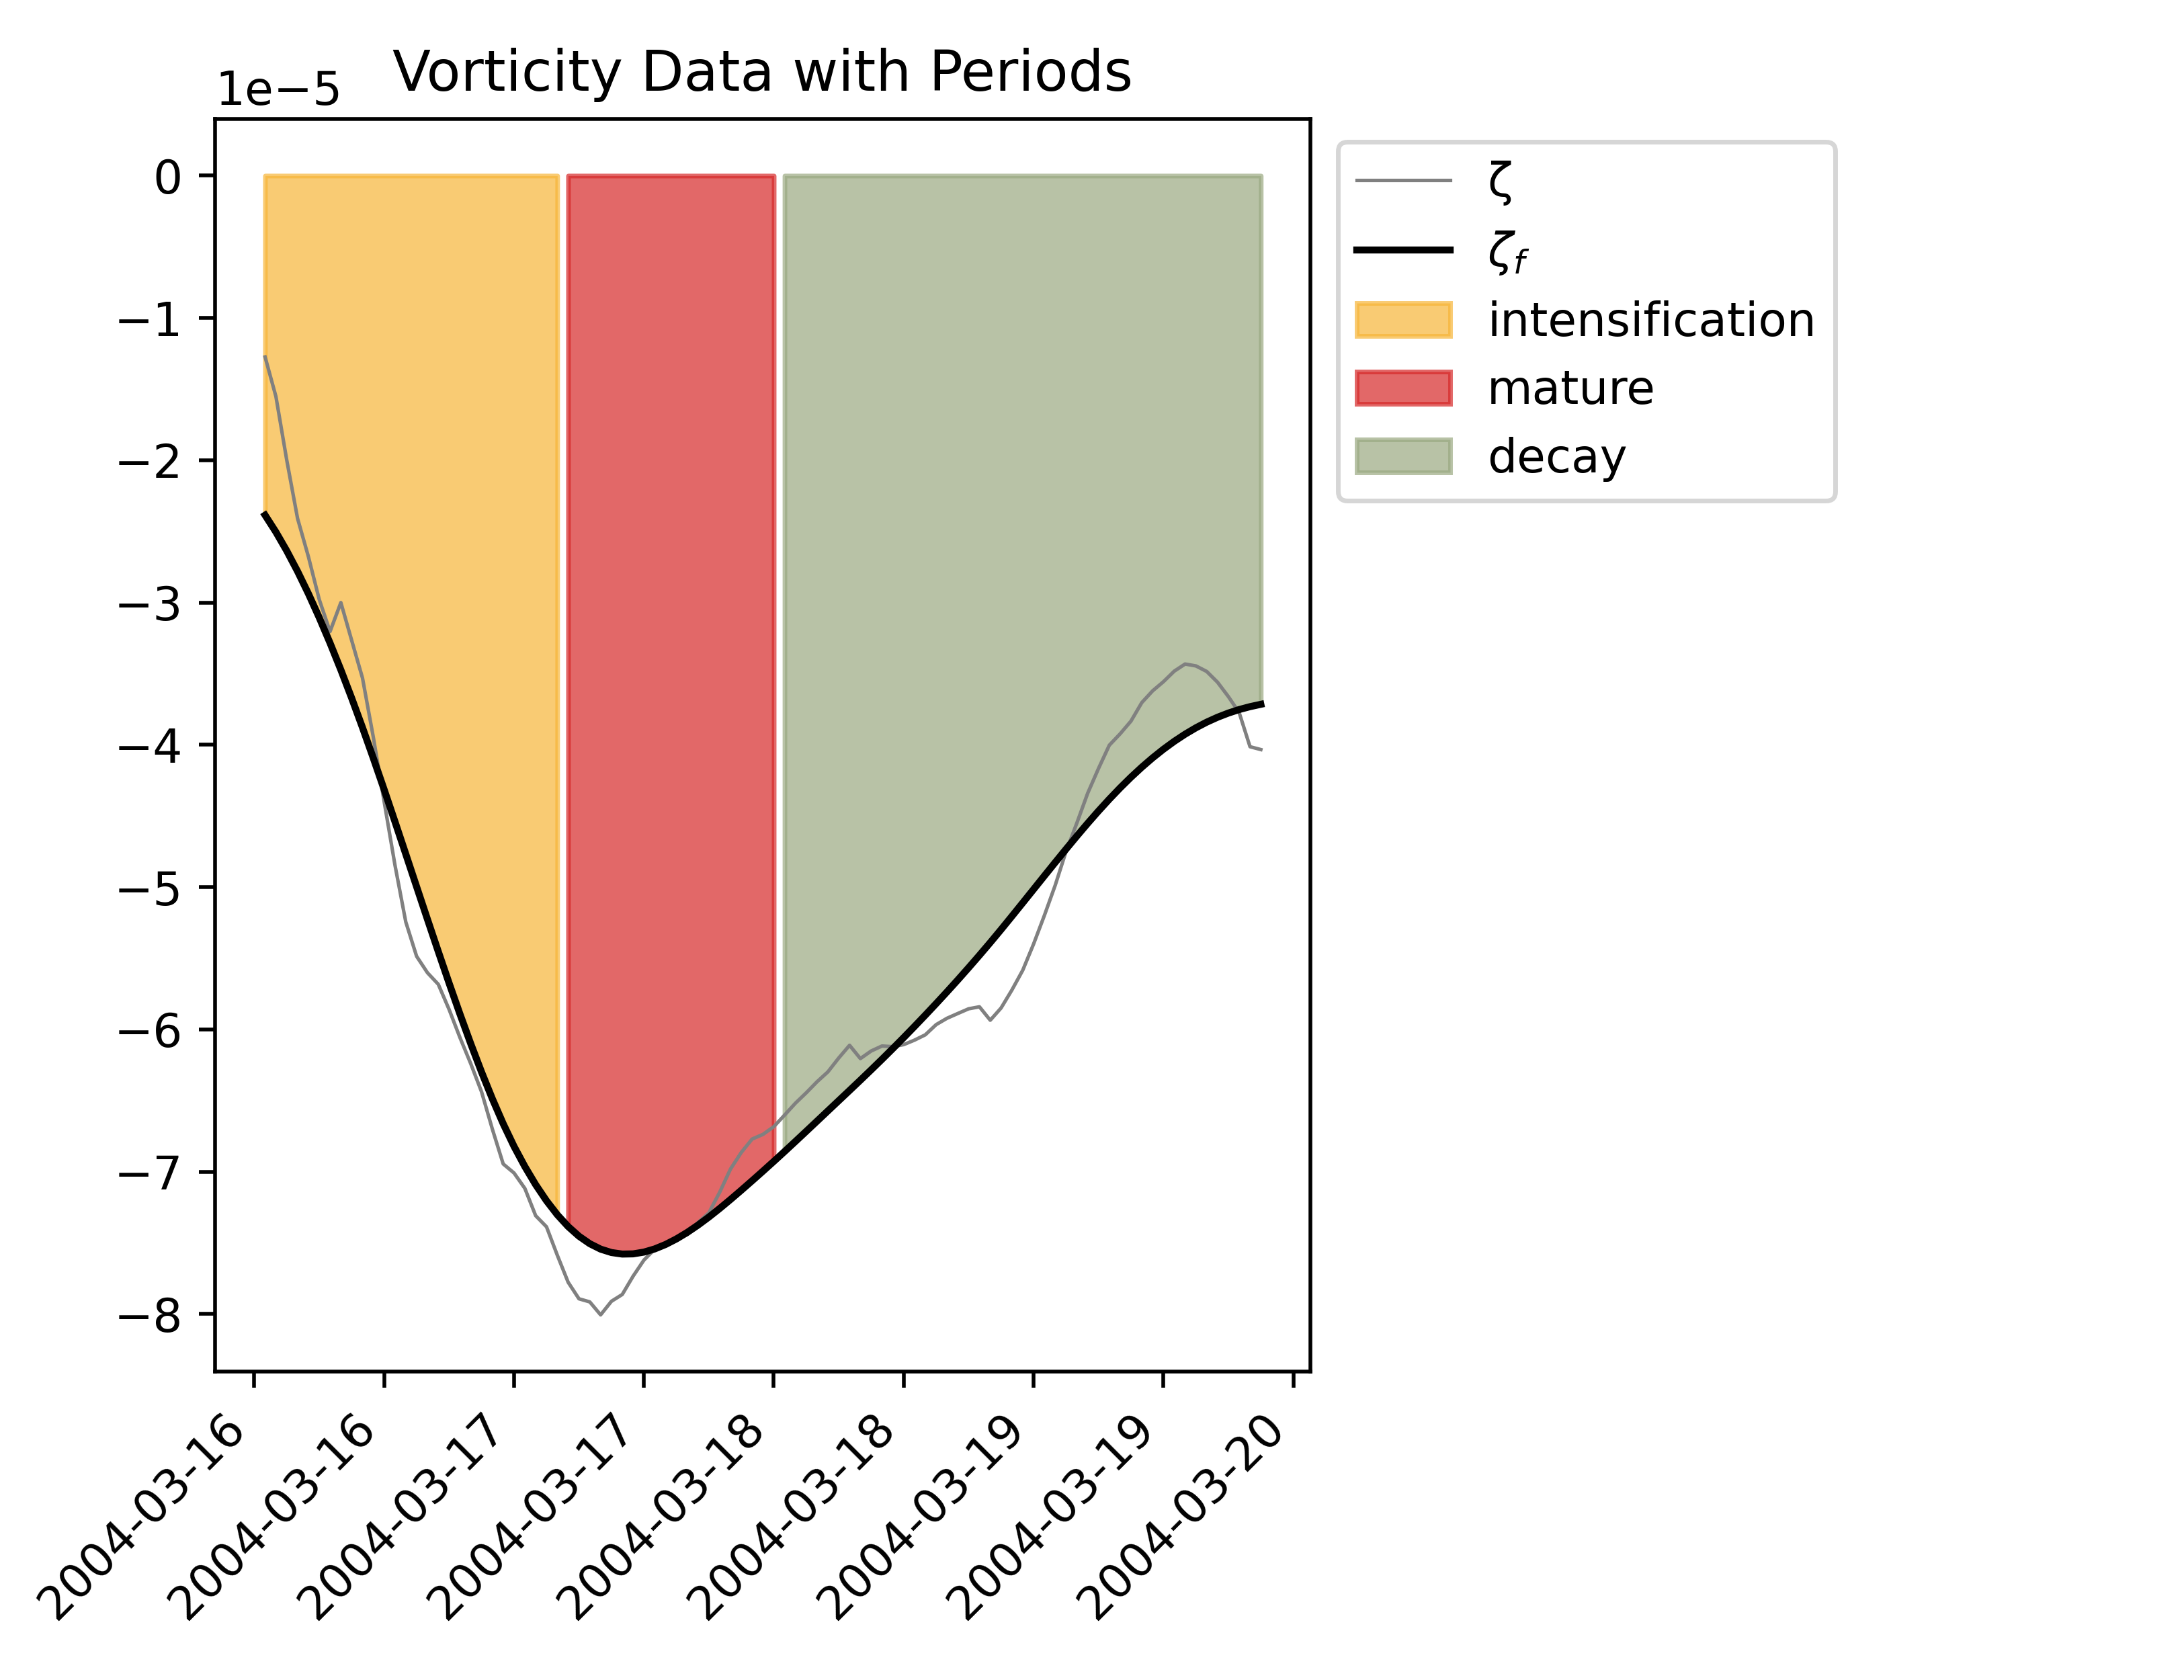 Vorticity Data with Periods
1e−5
0
−1
−2
−3
−4
−5
−6
−7
−8
2004-03-16
2004-03-16
2004-03-17
2004-03-17
2004-03-18
2004-03-18
2004-03-19
2004-03-19
2004-03-20
ζ
ζf
intensification
mature
decay